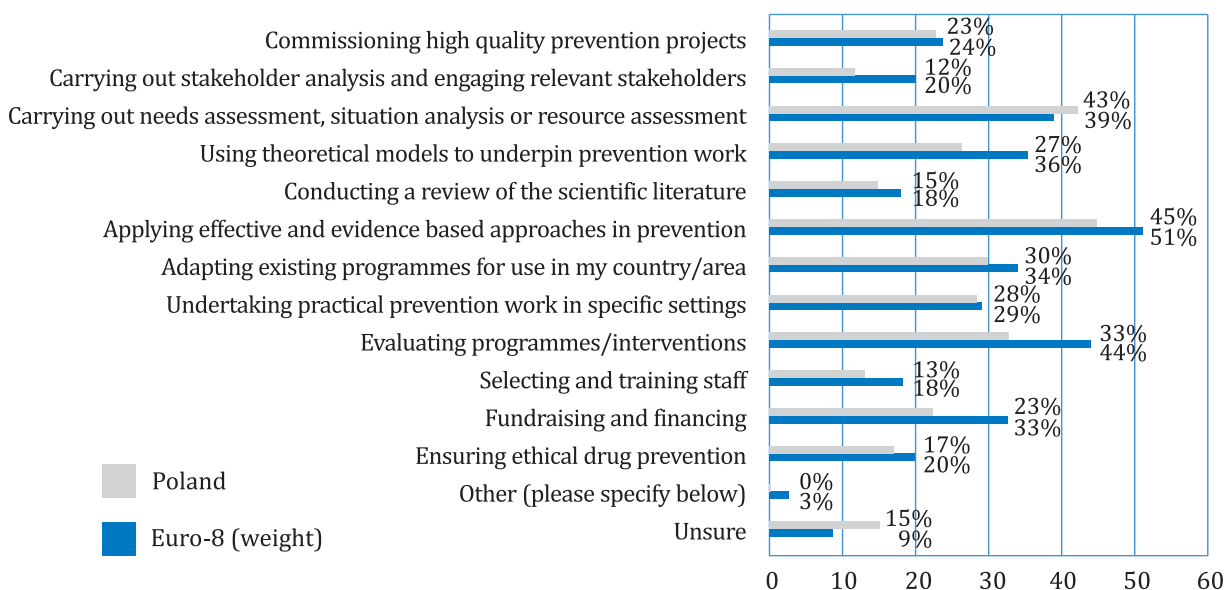 Commissioning high quality prevention projects
23%
24%
Carrying out stakeholder analysis and engaging relevant stakeholders
12%
20%
Carrying out needs assessment, situation analysis or resource assessment
43%
39%
Using theoretical models to underpin prevention work
27%
36%
Conducting a review of the scientific literature
15%
18%
Applying effective and evidence based approaches in prevention
45%
51%
Adapting existing programmes for use in my country/area
30%
34%
Undertaking practical prevention work in specific settings
28%
29%
Evaluating programmes/interventions
33%
44%
Selecting and training staff
13%
18%
Fundraising and financing
23%
33%
Ensuring ethical drug prevention
17%
20%
Other (please specify below)
0%
3%
Unsure
15%
9%
Poland
Euro-8 (weight)
0 10 20 30 40 50 60